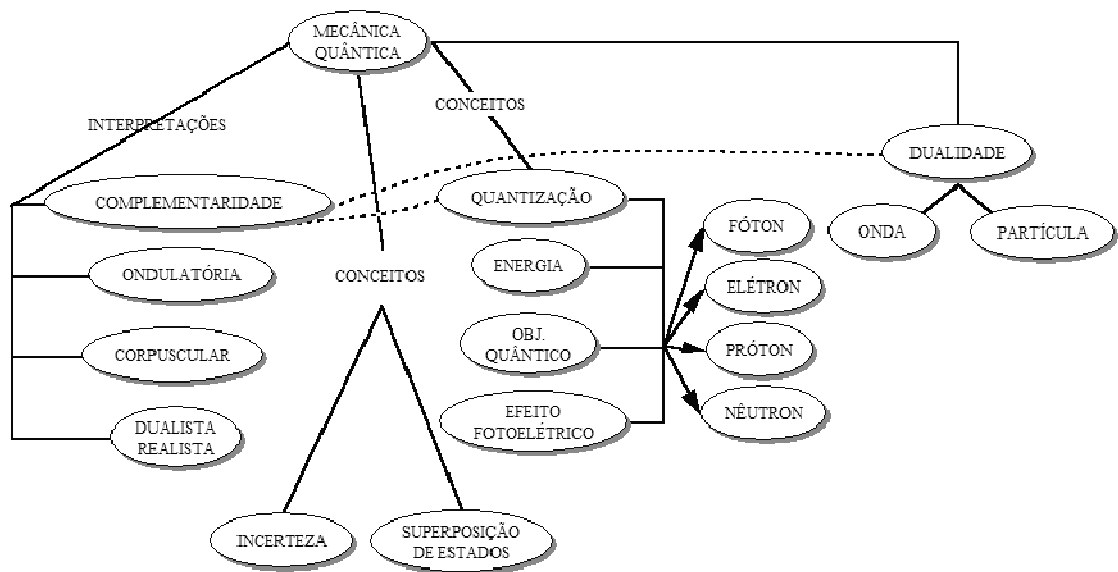 MECÂNICA
QUÂNTICA
CONCEITOS
INTERPRETAÇÕES
DUALIDADE
COMPLEMENTARIDADE
QUANTIZAÇÃO
FÓTON
ONDA
PARTÍCULA
ONDULATÓRIA
CONCEITOS
ENERGIA
ELÉTRON
CORPUSCULAR
OBJ.
QUÂNTICO
PRÓTON
DUALISTA
REALISTA
EFEITO
FOTOELÉTRICO
NÊUTRON
INCERTEZA
SUPERPOSIÇÃO
DE ESTADOS